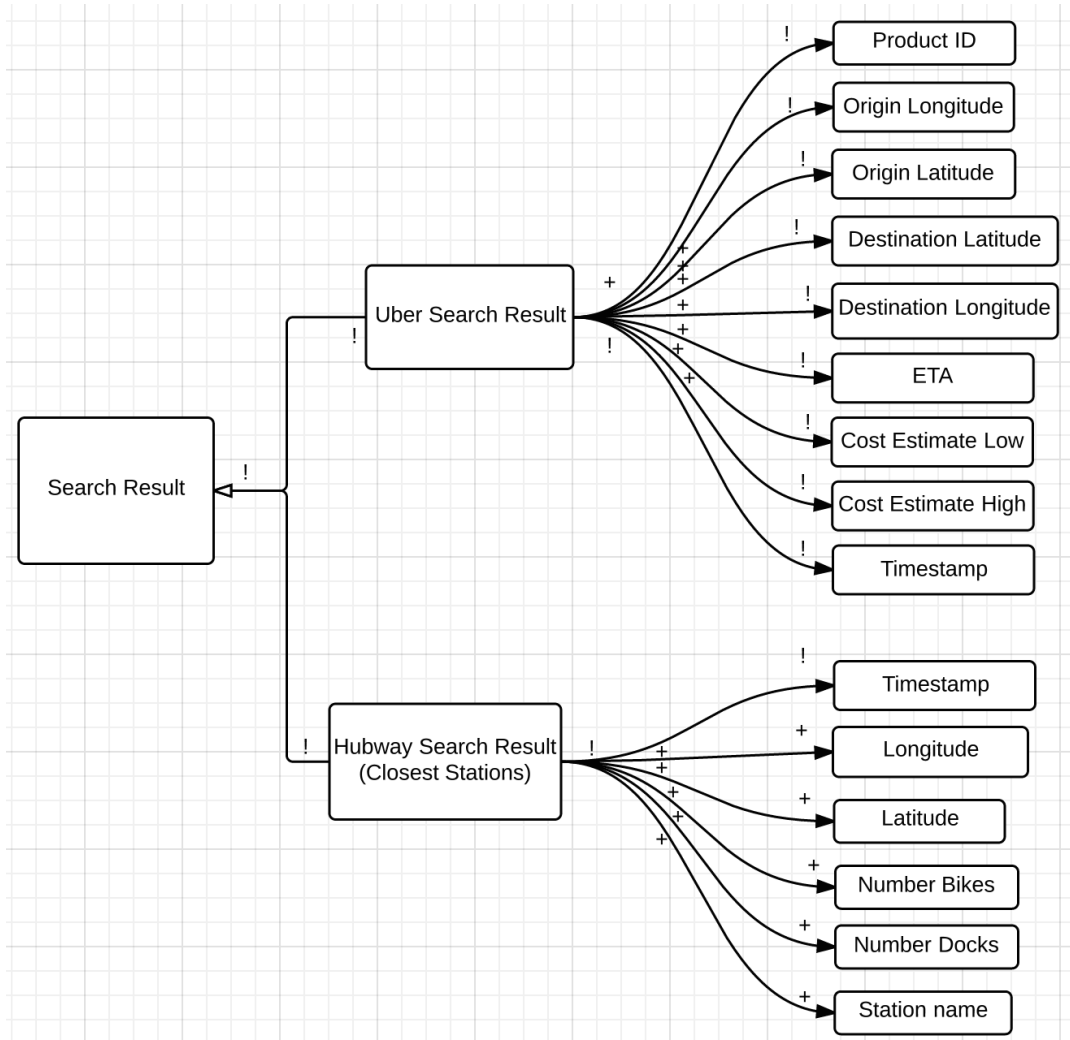 !
Product ID
!
Origin Longitude
!
Origin Latitude
!
Destination Latitude
+
+
+
+
Uber Search Result
+
!
Destination Longitude
!
!
+
+
+
!
ETA
!
Cost Estimate Low
Search Result
!
!
Cost Estimate High
!
Timestamp
!
Timestamp
!
Hubway Search Result
(Closest Stations)
!
+
+
+
Longitude
+
+
+
+
Latitude
+
Number Bikes
+
Number Docks
+
Station name